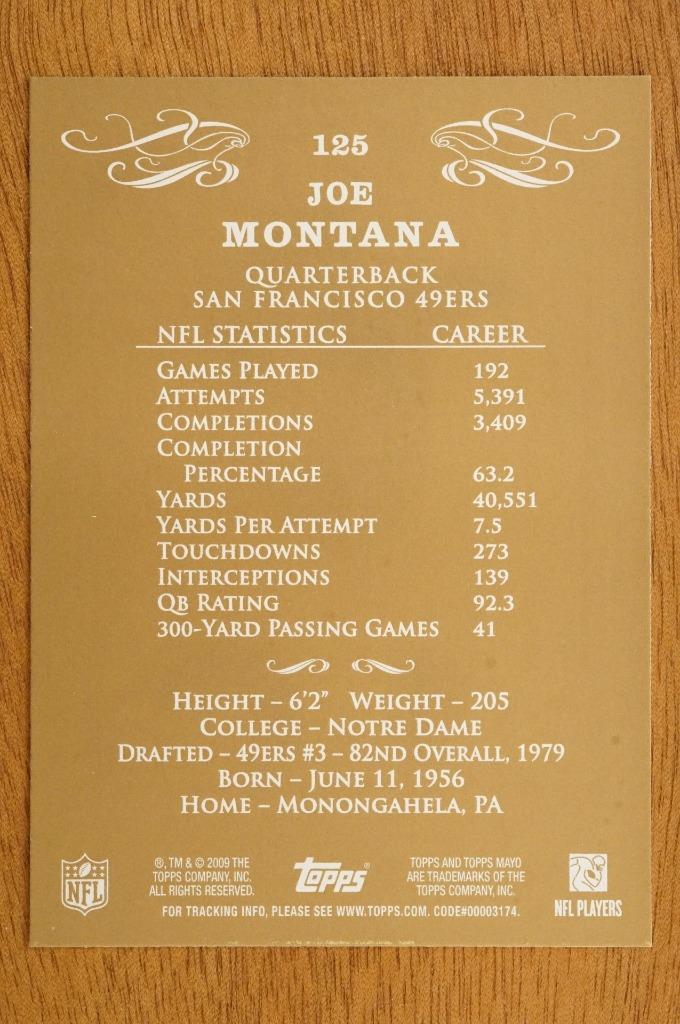 125
JOE
MONTANA
QUARTERBACK
SAN FRANCISCO 49ERS
NFL STATISTICS CAREER
GAMES PLAYED 192
ATTEMPTS 5,391
COMPLETIONS 3,409
COMPLETION
PERCENTAGE 63.2
YARDS 40,551
YARDS PER ATTEMPT 7.5
TOUCHDOWNS 273
INTERCEPTIONS 139
QB RATING 92.3
300-YARD PASSING GAMES 41
HEIGHT – 6'2" WEIGHT – 205
COLLEGE – NOTRE DAME
DRAFTED – 49ERS #3 – 82ND OVERALL, 1979
BORN – JUNE 11, 1956
HOME – MONONGAHELA, PA
NFL
®, TM & © 2009 THE
TOPPS COMPANY, INC.
ALL RIGHTS RESERVED.
Topps®
TOPPS AND TOPPS MAYO
ARE TRADEMARKS OF THE
TOPPS COMPANY, INC.
NFL PLAYERS
FOR TRACKING INFO, PLEASE SEE WWW.TOPPS.COM. CODE#00003174.